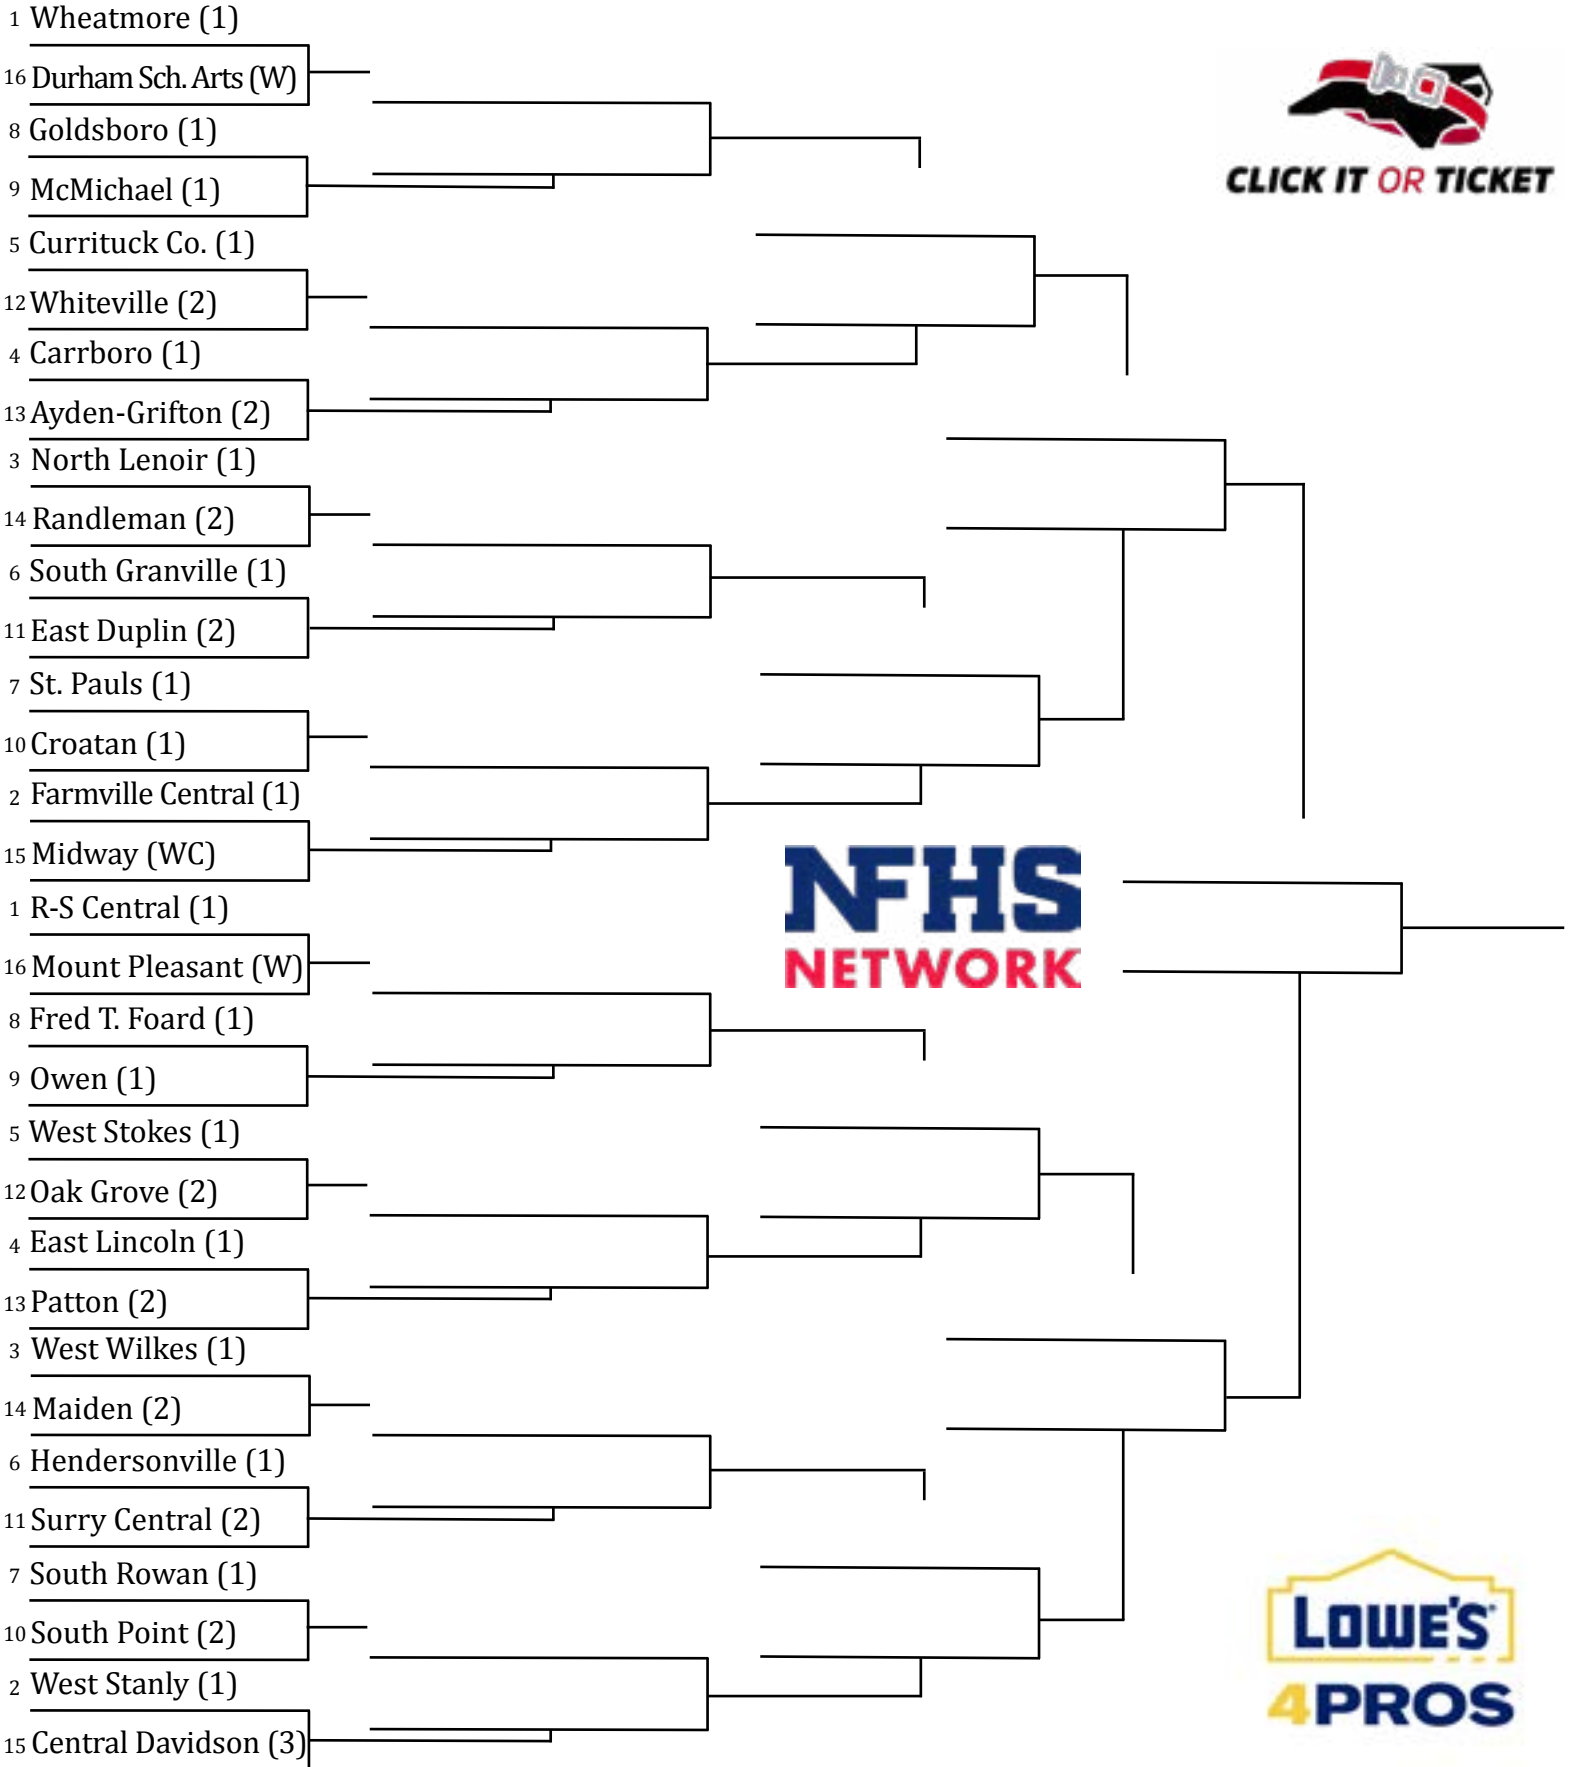 1 Wheatmore (1)
16 Durham Sch. Arts (W)
8 Goldsboro (1)
9 McMichael (1)
5 Currituck Co. (1)
12 Whiteville (2)
4 Carrboro (1)
13 Ayden-Grifton (2)
3 North Lenoir (1)
14 Randleman (2)
6 South Granville (1)
11 East Duplin (2)
7 St. Pauls (1)
10 Croatan (1)
2 Farmville Central (1)
15 Midway (WC)
1 R-S Central (1)
16 Mount Pleasant (W)
8 Fred T. Foard (1)
9 Owen (1)
5 West Stokes (1)
12 Oak Grove (2)
4 East Lincoln (1)
13 Patton (2)
3 West Wilkes (1)
14 Maiden (2)
6 Hendersonville (1)
11 Surry Central (2)
7 South Rowan (1)
10 South Point (2)
2 West Stanly (1)
15 Central Davidson (3)
CLICK IT OR TICKET
NFHS
NETWORK
LOWE'S
4PROS